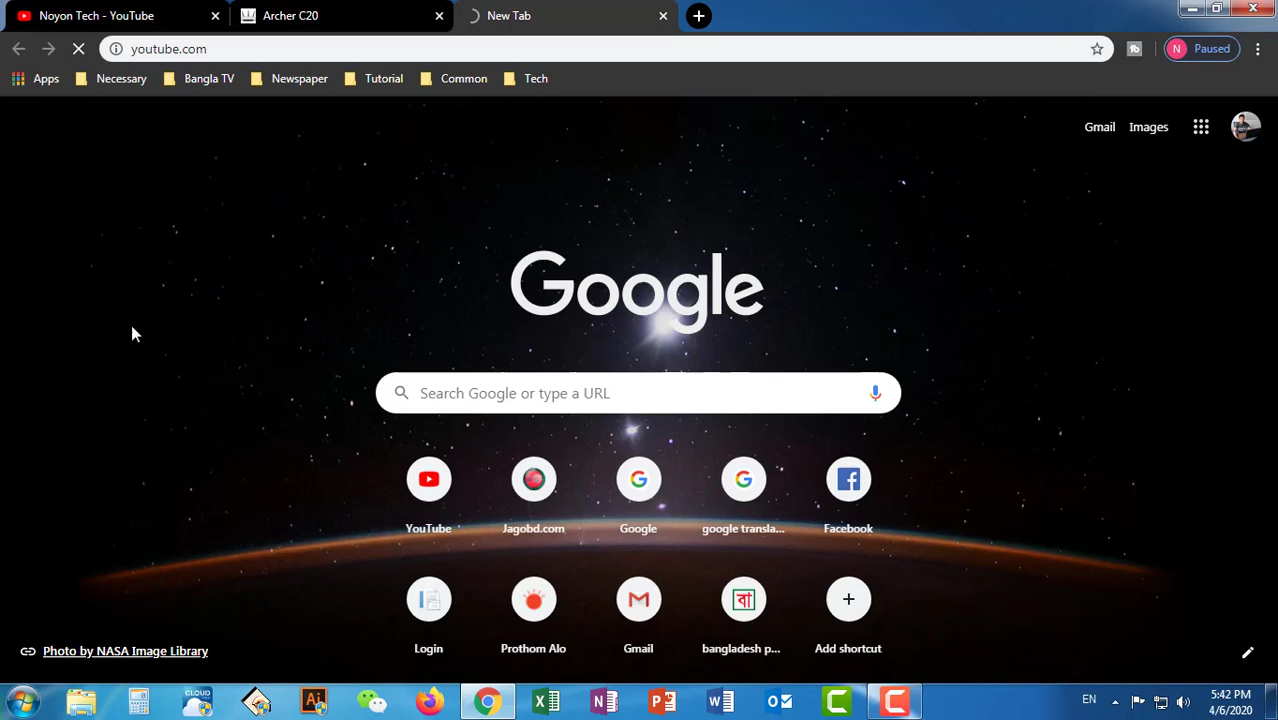 Noyon Tech - YouTube
Archer C20
New Tab
youtube.com
N Paused
Apps Necessary Bangla TV Newspaper Tutorial Common Tech
Gmail Images
Google
Search Google or type a URL
YouTube Jagobd.com Google google transla... Facebook
বা
Login Prothom Alo Gmail bangladesh p... Add shortcut
Photo by NASA Image Library
CLOUD
Ai
EN
5:42 PM
4/6/2020